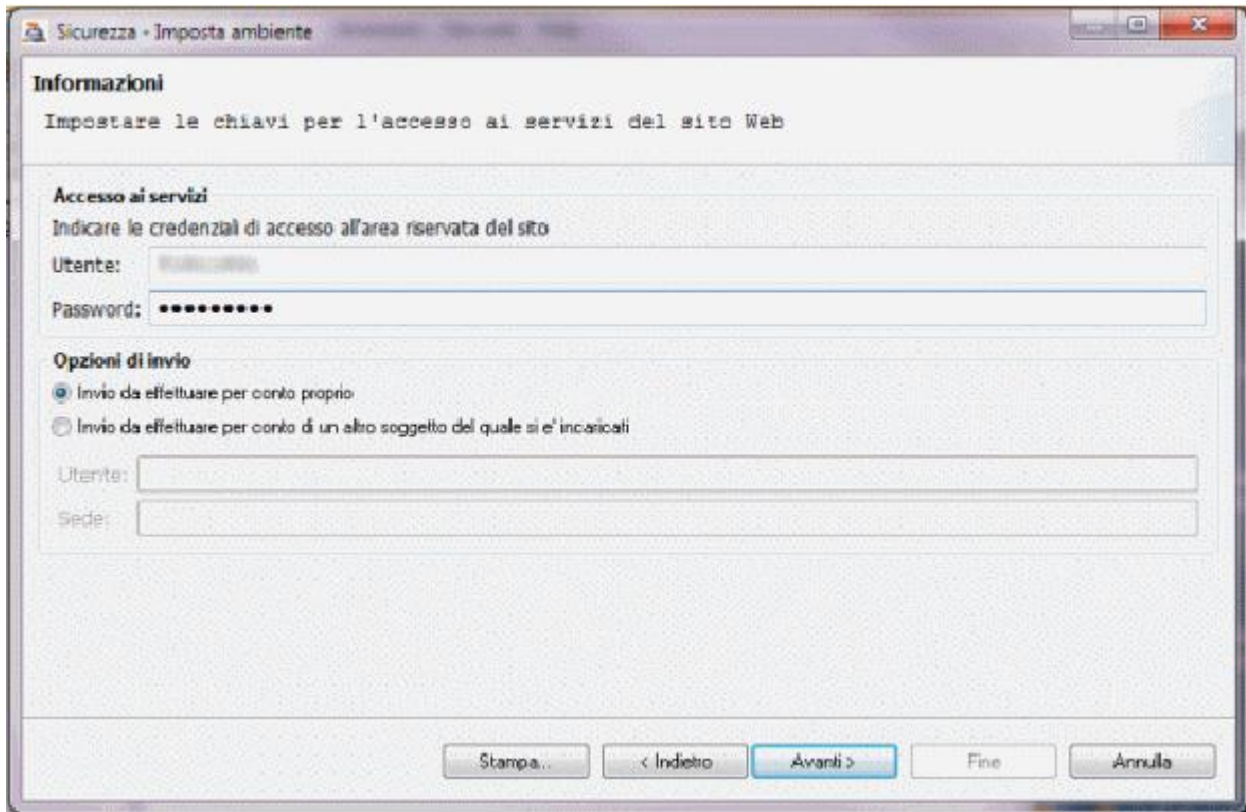 Sicurezza - Imposta ambiente
Informazioni
Impostare le chiavi per l'accesso ai servizi del sito Web
Accesso ai servizi
Indicare le credenziali di accesso all'area riservata del sito
Utente:
Password: •••••••••
Opzioni di invio
Invio da effettuare per conto proprio
Invio da effettuare per conto di un altro soggetto del quale si e' incaricati
Utente:
Sede:
Stampa... < Indietro Avanti > Fine Annulla